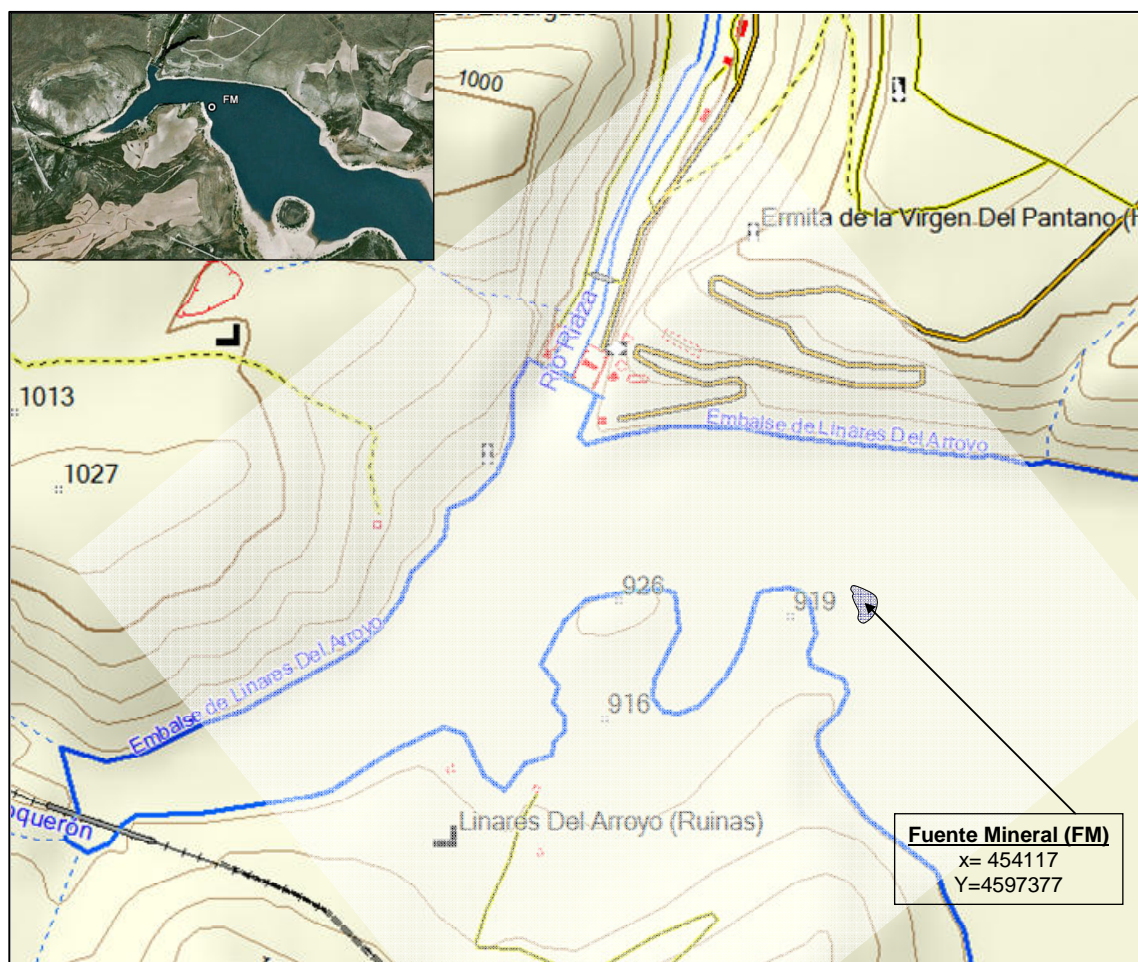 FM
1000
Ermita de la Virgen Del Pantano
Río Riaza
1013
Embalse de Linares Del Arroyo
1027
926
919
Embalse de Linares Del Arroyo
916
Linares Del Arroyo (Ruinas)
Fuente Mineral (FM)
x= 454117
Y=4597377